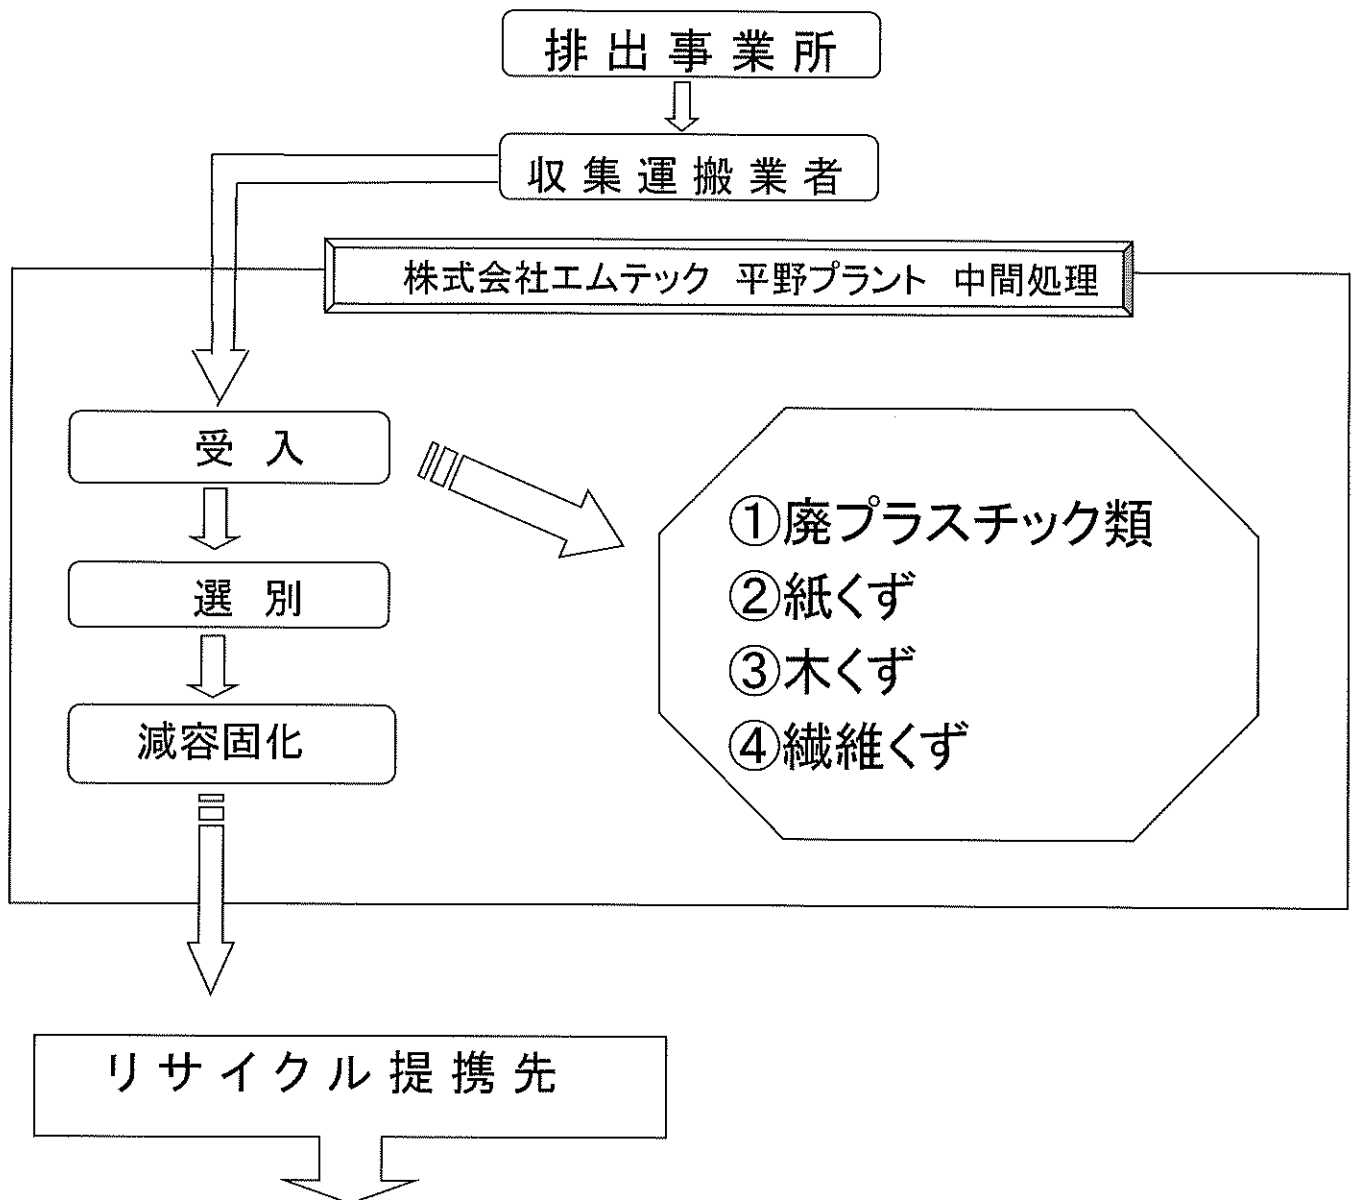 排出事業所
収集運搬業者
株式会社エムテック 平野プラント 中間処理
受入
選別
減容固化
①廃プラスチック類
②紙くず
③木くず
④繊維くず
リサイクル提携先